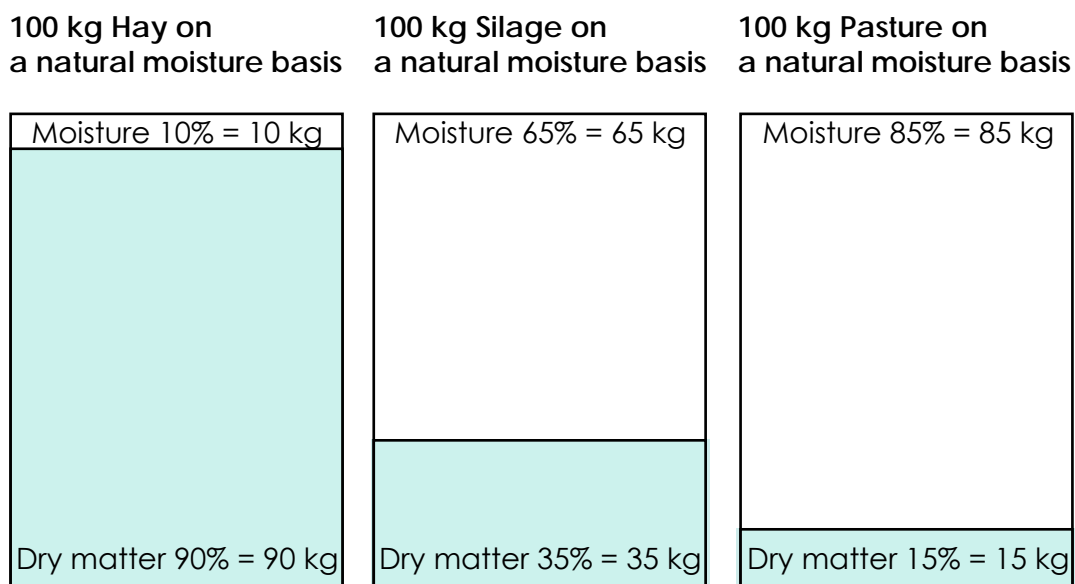 100 kg Hay on
a natural moisture basis
Moisture 10% = 10 kg
Dry matter 90% = 90 kg
100 kg Silage on
a natural moisture basis
Moisture 65% = 65 kg
Dry matter 35% = 35 kg
100 kg Pasture on
a natural moisture basis
Moisture 85% = 85 kg
Dry matter 15% = 15 kg